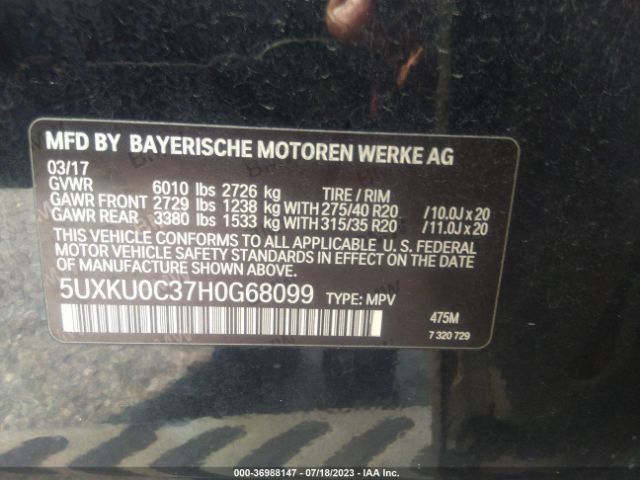 MFD BY BAYERISCHE MOTOREN WERKE AG
03/17
GVWR 6010 lbs 2726 kg TIRE / RIM
GAWR FRONT 2729 lbs 1238 kg WITH 275/40 R20 /10.0J x 20
GAWR REAR 3380 lbs 1533 kg WITH 315/35 R20 /11.0J x 20
THIS VEHICLE CONFORMS TO ALL APPLICABLE U. S. FEDERAL
MOTOR VEHICLE SAFETY STANDARDS IN EFFECT ON THE DATE
OF MANUFACTURE SHOWN ABOVE.
5UXKU0C37H0G68099 TYPE: MPV
475M
7 320 729
000-36988147 - 07/18/2023 - IAA Inc.